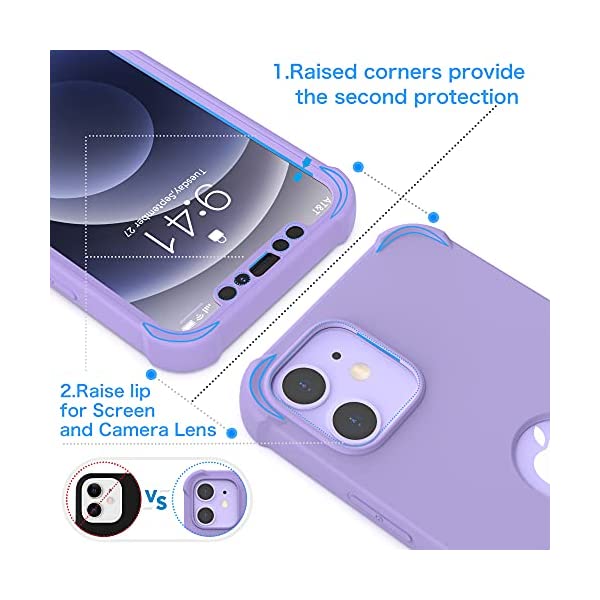 1.Raised corners provide
the second protection
AT&T
9:41
Tuesday,September 27
2.Raise lip
for Screen
and Camera Lens
VS